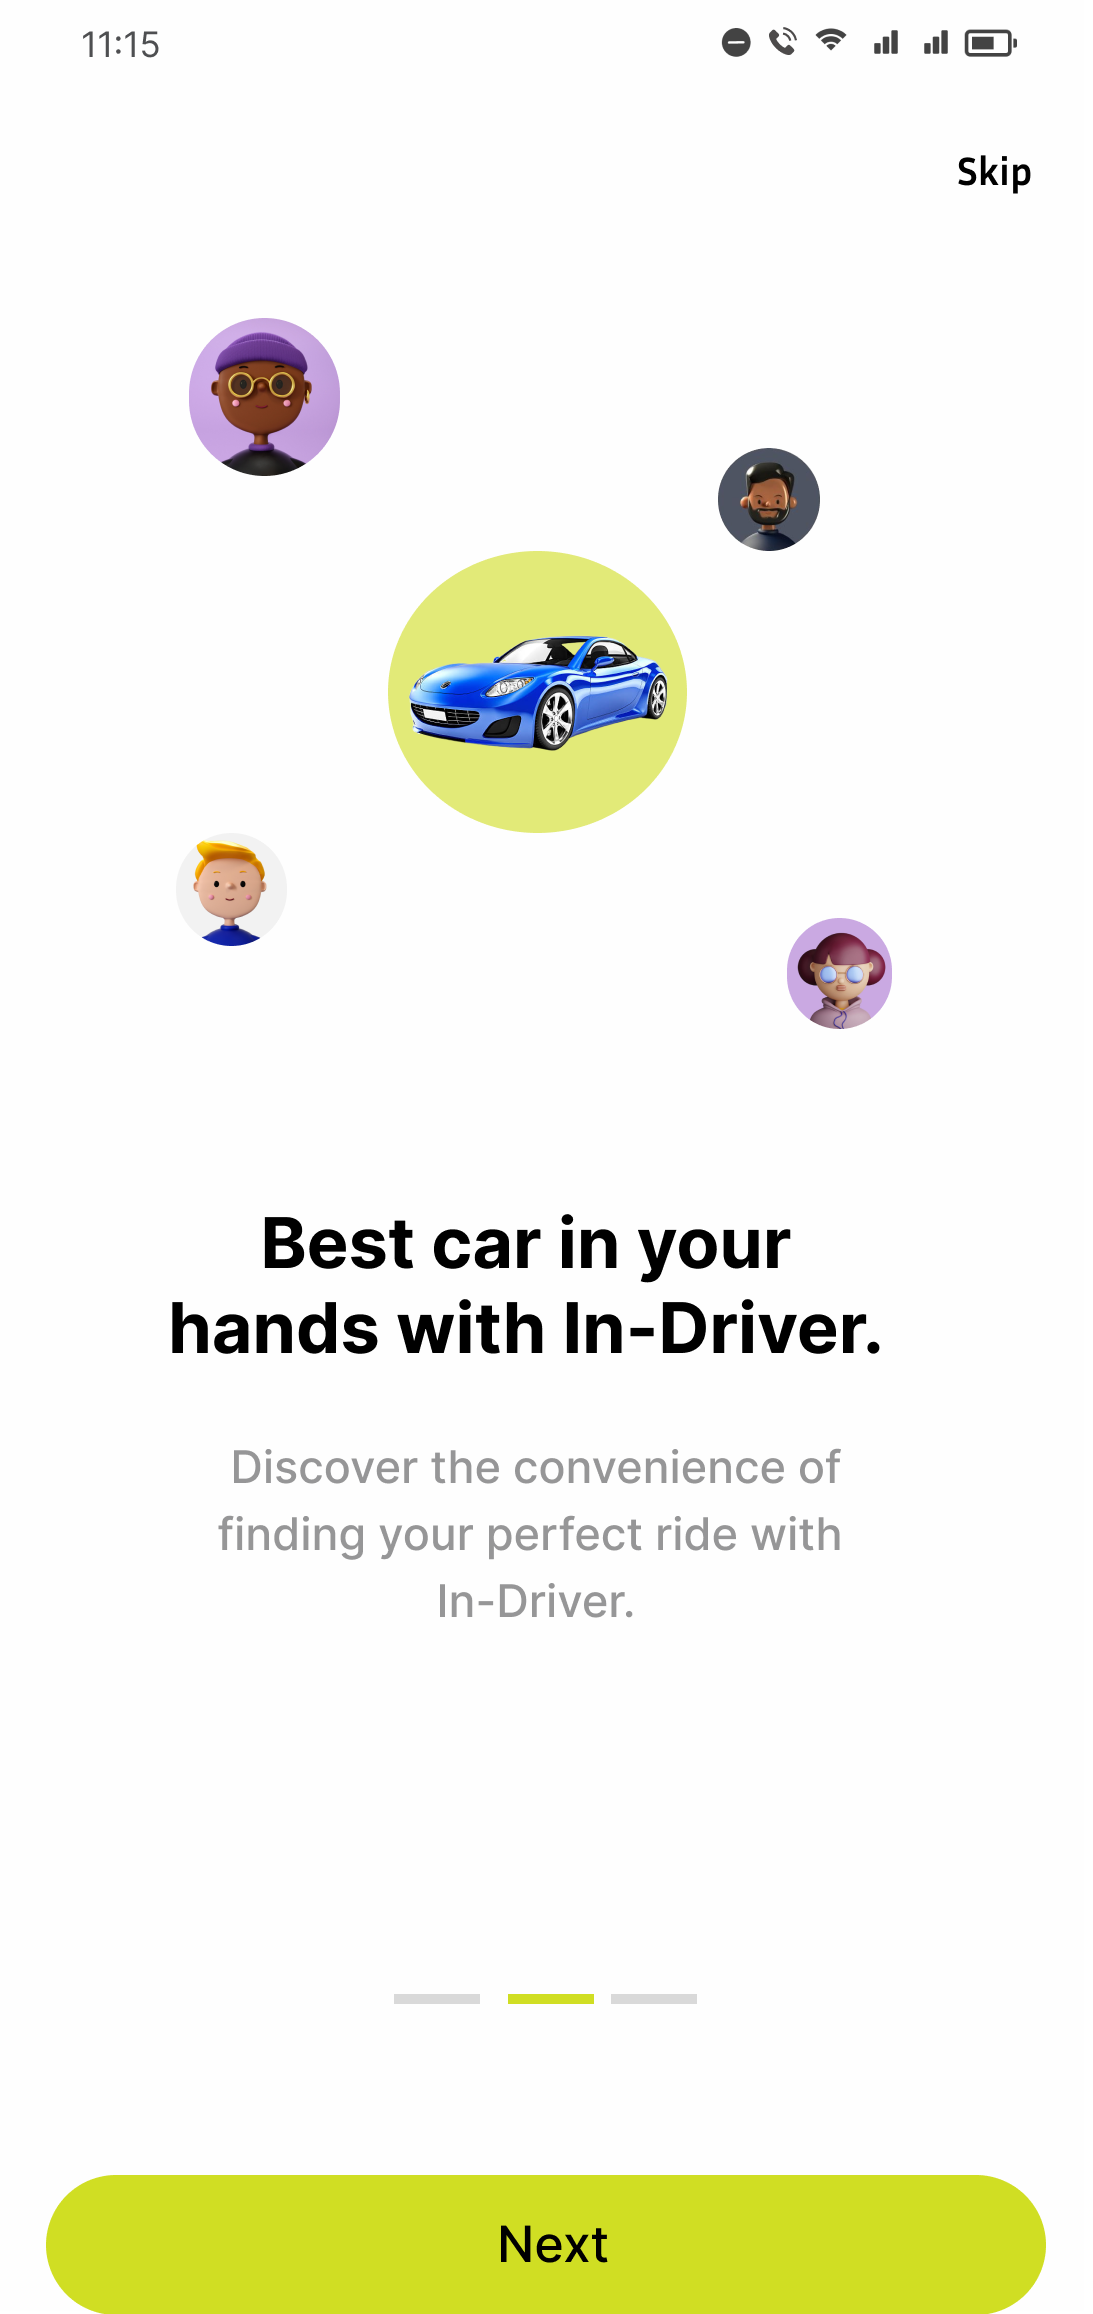 11:15
Skip
Best car in your
hands with In-Driver.
Discover the convenience of
finding your perfect ride with
In-Driver.
Next